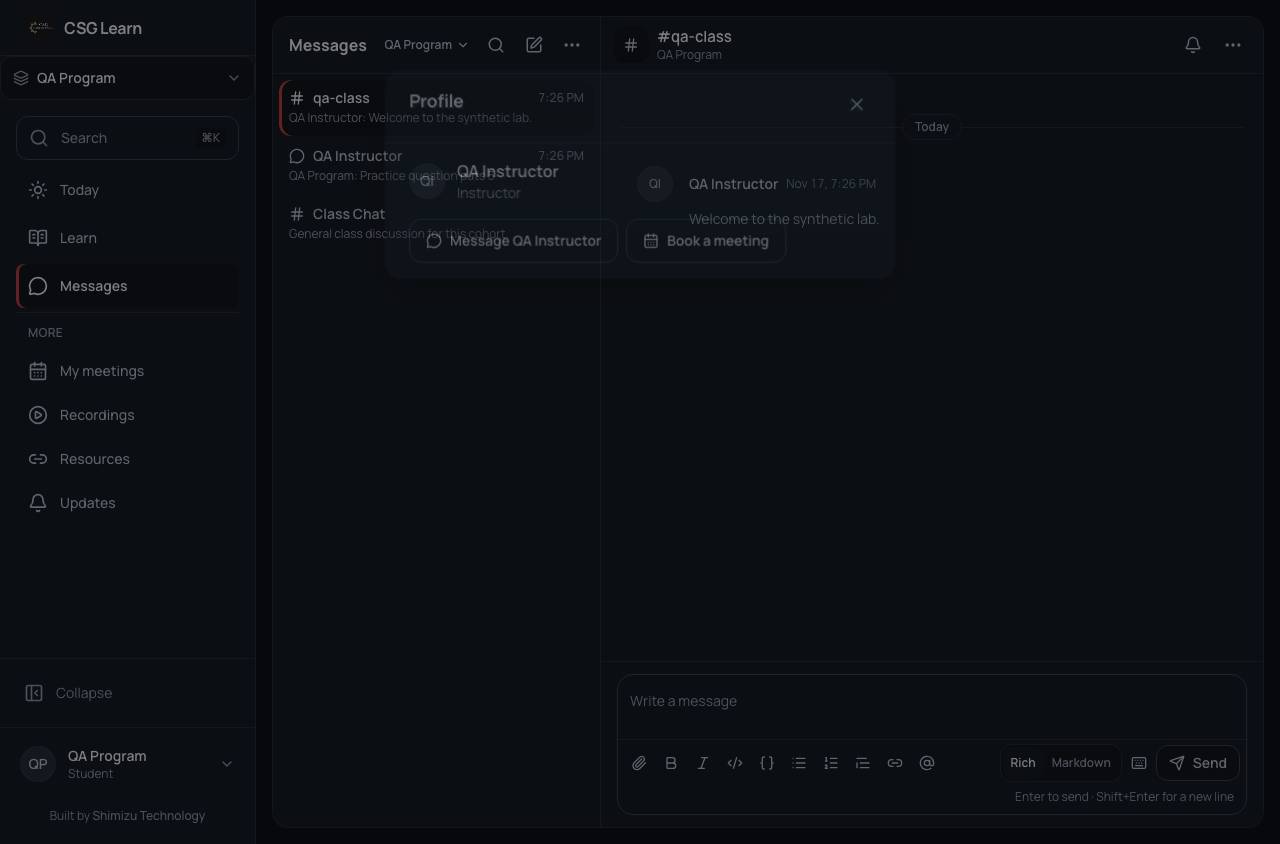 CSG Learn
QA Program
Search
⌘K
Today
Learn
Messages
MORE
My meetings
Recordings
Resources
Updates
Collapse
QP
QA Program
Student
Built by Shimizu Technology
Messages
QA Program
qa-class
7:26 PM
QA Instructor: Welcome to the synthetic lab.
QA Instructor
7:26 PM
QA Program: Practice question
Class Chat
General class discussion for this cohort
Profile
QI
QA Instructor
Instructor
Message QA Instructor
Book a meeting
#qa-class
QA Program
Today
QI
QA Instructor
Nov 17, 7:26 PM
Welcome to the synthetic lab.
Write a message
Rich
Markdown
Send
Enter to send · Shift+Enter for a new line